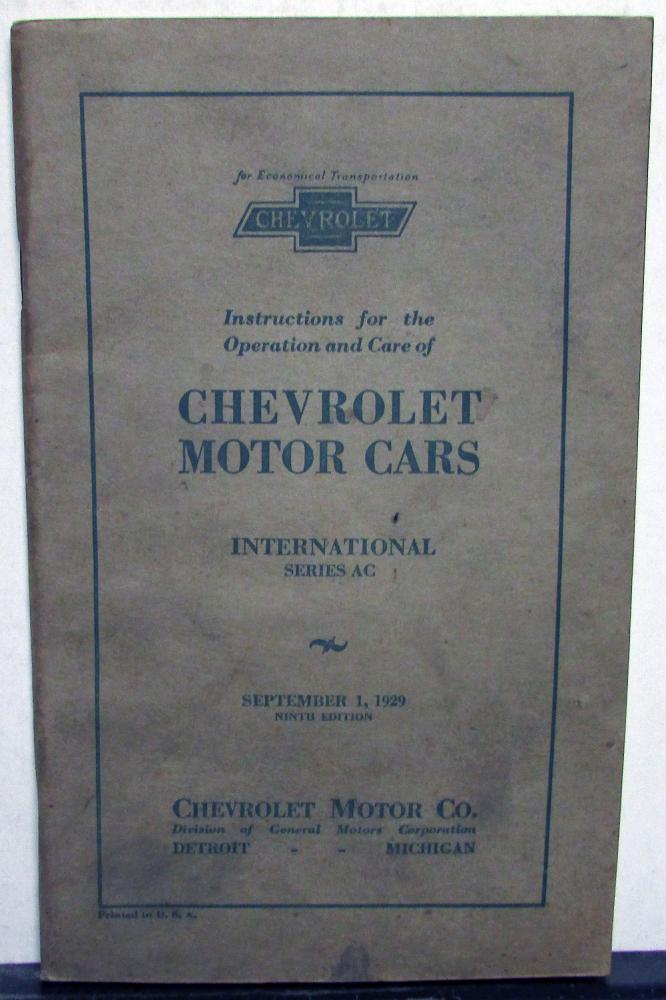 for Economical Transportation
CHEVROLET
Instructions for the
Operation and Care of
CHEVROLET
MOTOR CARS
INTERNATIONAL
SERIES AC
SEPTEMBER 1, 1929
NINTH EDITION
CHEVROLET MOTOR CO.
Division of General Motors Corporation
DETROIT - - MICHIGAN
Printed in U. S. A.